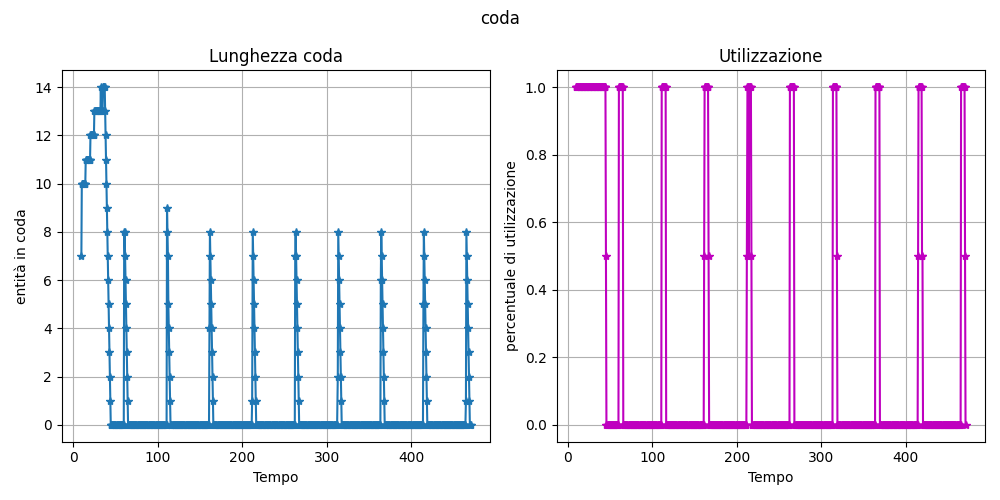 coda
Lunghezza coda
entità in coda
14
12
10
8
6
4
2
0
0 100 200 300 400
Tempo
Utilizzazione
percentuale di utilizzazione
1.0
0.8
0.6
0.4
0.2
0.0
0 100 200 300 400
Tempo